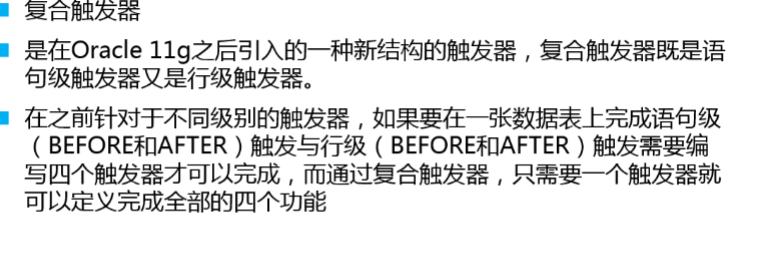 复合触发器
是在Oracle 11g之后引入的一种新结构的触发器，复合触发器既是语
句级触发器又是行级触发器。
在之前针对于不同级别的触发器，如果要在一张数据表上完成语句级
（BEFORE和AFTER）触发与行级（BEFORE和AFTER）触发需要编
写四个触发器才可以完成，而通过复合触发器，只需要一个触发器就
可以定义完成全部的四个功能